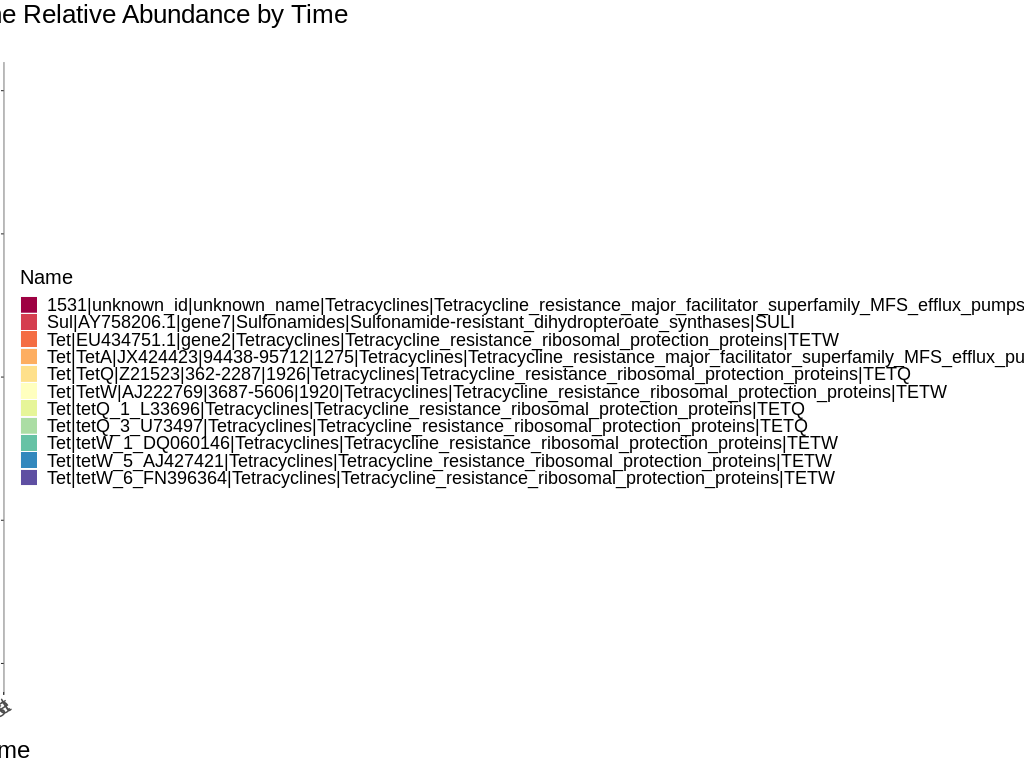 ne Relative Abundance by Time
Name
1531|unknown_id|unknown_name|Tetracyclines|Tetracycline_resistance_major_facilitator_superfamily_MFS_efflux_pumps
Sul|AY758206.1|gene7|Sulfonamides|Sulfonamide-resistant_dihydropteroate_synthases|SULI
Tet|EU434751.1|gene2|Tetracyclines|Tetracycline_resistance_ribosomal_protection_proteins|TETW
Tet|TetA|JX424423|94438-95712|1275|Tetracyclines|Tetracycline_resistance_major_facilitator_superfamily_MFS_efflux_pu
Tet|TetQ|Z21523|362-2287|1926|Tetracyclines|Tetracycline_resistance_ribosomal_protection_proteins|TETQ
Tet|TetW|AJ222769|3687-5606|1920|Tetracyclines|Tetracycline_resistance_ribosomal_protection_proteins|TETW
Tet|tetQ_1_L33696|Tetracyclines|Tetracycline_resistance_ribosomal_protection_proteins|TETQ
Tet|tetQ_3_U73497|Tetracyclines|Tetracycline_resistance_ribosomal_protection_proteins|TETQ
Tet|tetW_1_DQ060146|Tetracyclines|Tetracycline_resistance_ribosomal_protection_proteins|TETW
Tet|tetW_5_AJ427421|Tetracyclines|Tetracycline_resistance_ribosomal_protection_proteins|TETW
Tet|tetW_6_FN396364|Tetracyclines|Tetracycline_resistance_ribosomal_protection_proteins|TETW
me